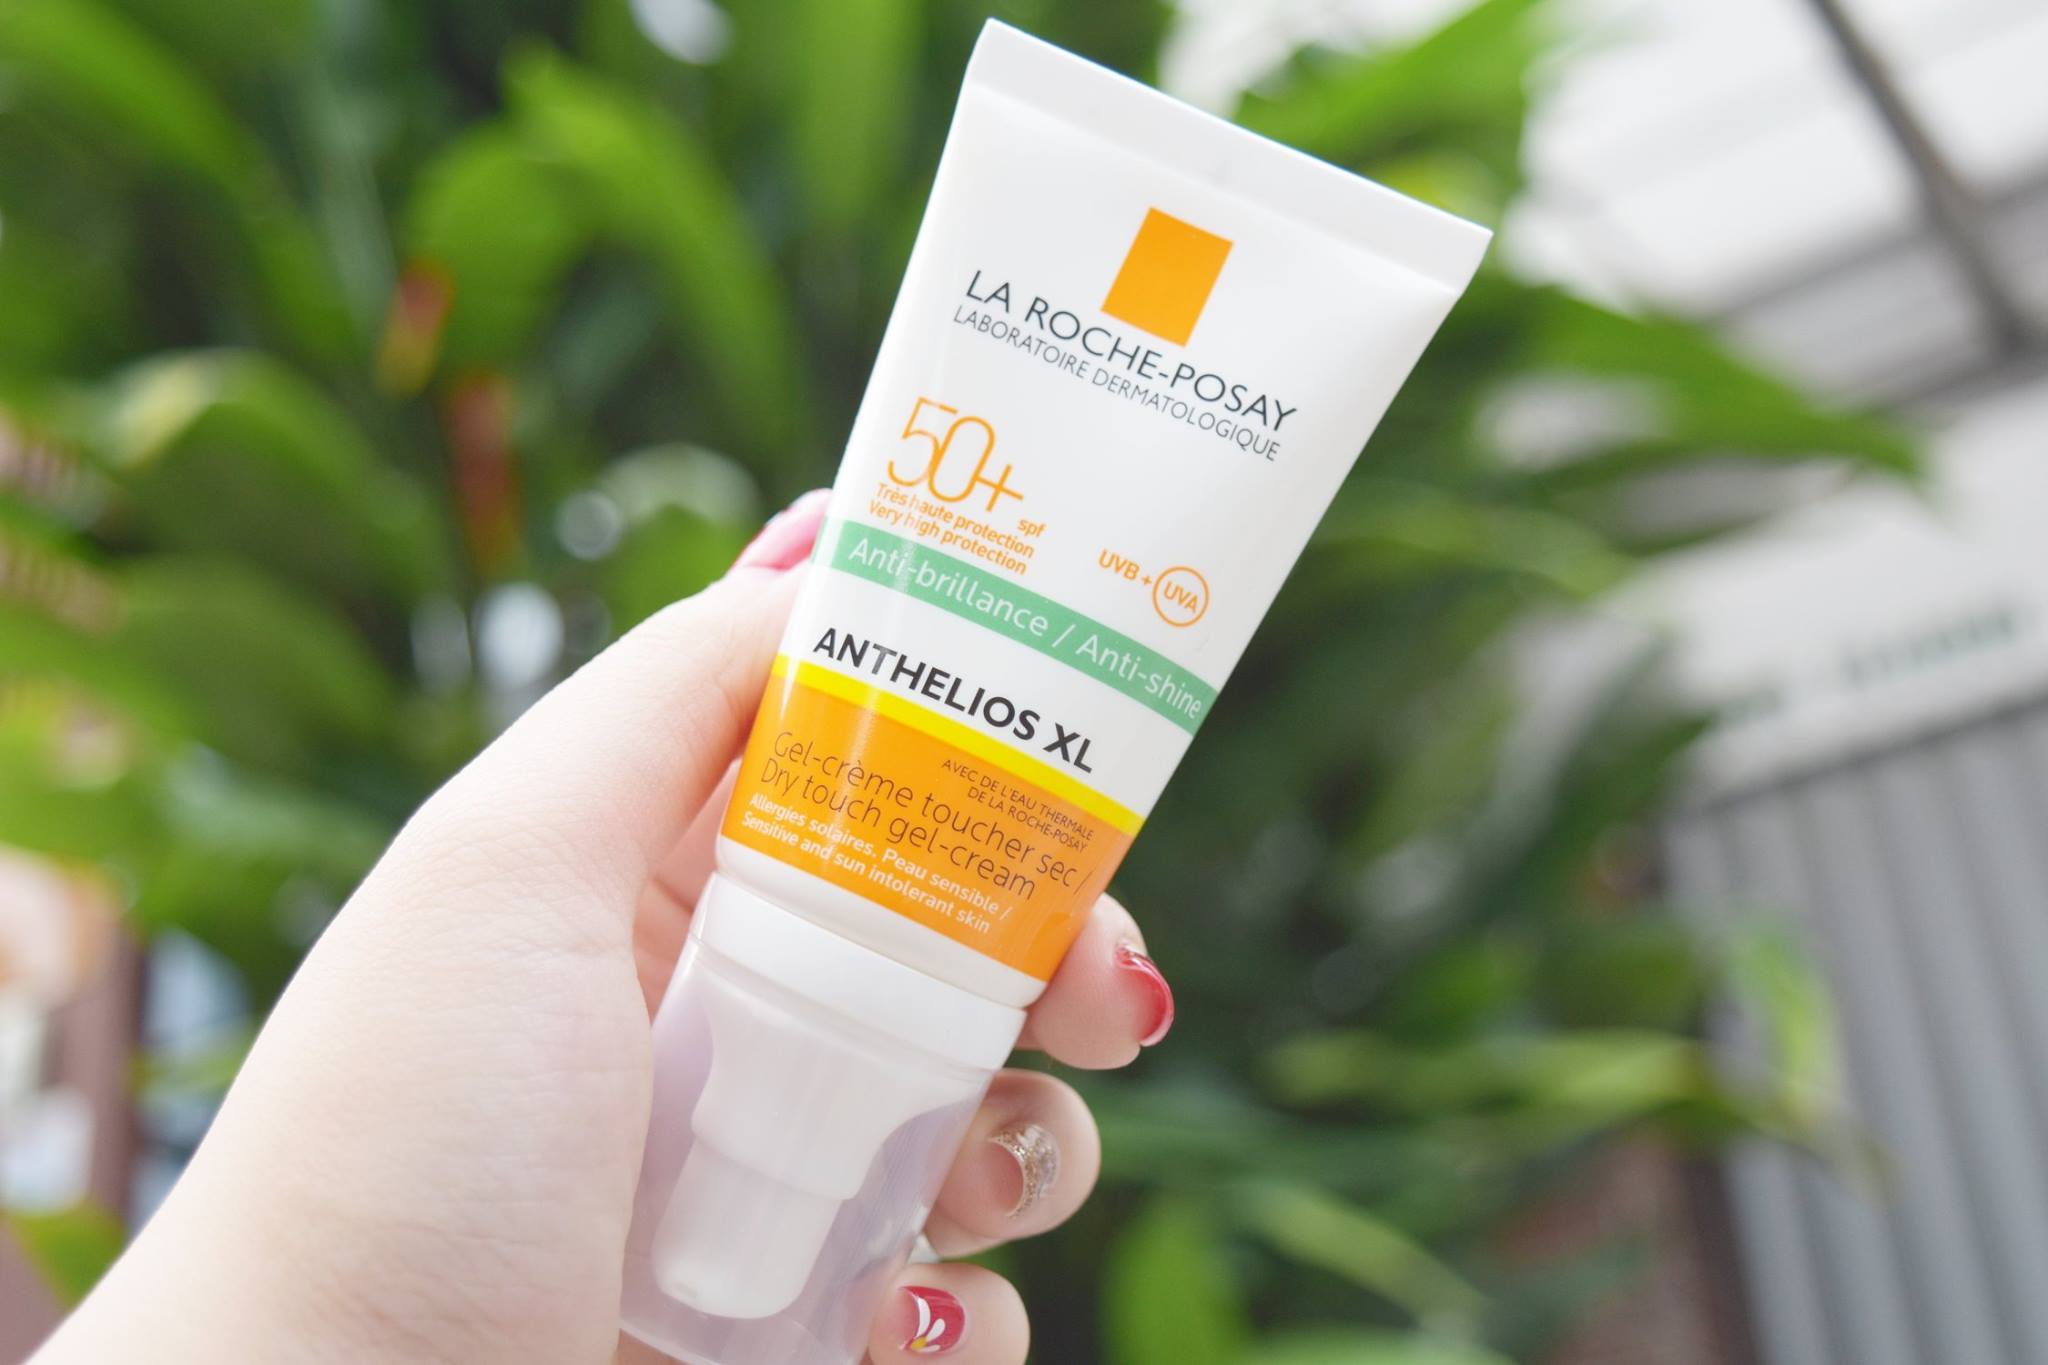 LA ROCHE-POSAY
LABORATOIRE DERMATOLOGIQUE
50+ spf
Très haute protection
Very high protection
UVB + UVA
Anti-brillance / Anti-shine
ANTHELIOS XL
AVEC DE L'EAU THERMALE
DE LA ROCHE-POSAY
Gel-crème toucher sec /
Dry touch gel-cream
Allergies solaires. Peau sensible /
Sensitive and sun intolerant skin